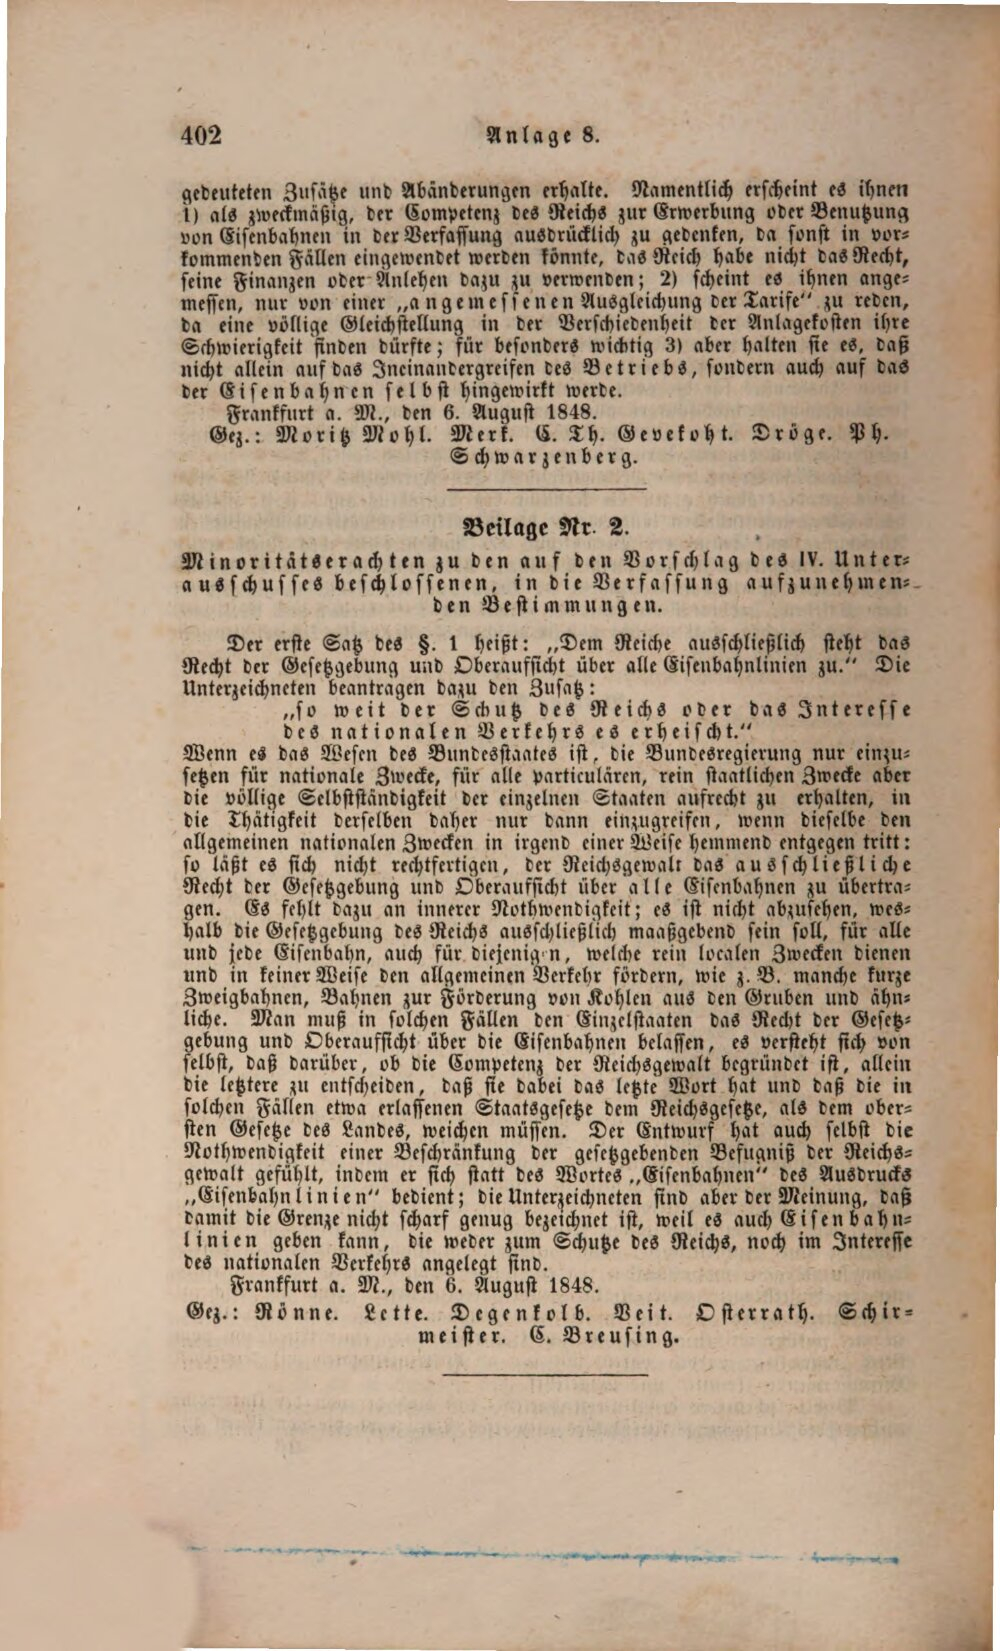 402 Anlage 8.
gedeuteten Zusätze und Abänderungen erhalte. Namentlich erscheint es ihnen
1) als zweckmäßig, der Competenz des Reichs zur Erwerbung oder Benutzung
von Eisenbahnen in der Verfassung ausdrücklich zu gedenken, da sonst in vor-
kommenden Fällen eingewendet werden könnte, das Reich habe nicht das Recht,
seine Finanzen oder Anlehen dazu zu verwenden; 2) scheint es ihnen ange-
messen, nur von einer „angemessenen Ausgleichung der Tarife“ zu reden,
da eine völlige Gleichstellung in der Verschiedenheit der Anlagekosten ihre
Schwierigkeit finden dürfte; für besonders wichtig 3) aber halten sie es, daß
nicht allein auf das Ineinandergreifen des Betriebs, sondern auch auf das
der Eisenbahnen selbst hingewirkt werde.
Frankfurt a. M., den 6. August 1848.
Gez.: Moritz Mohl. Merk. C. Th. Gevekoht. Dröge. Ph.
Schwarzenberg.
Beilage Nr. 2.
Minoritätserachten zu den auf den Vorschlag des IV. Unter-
ausschusses beschlossenen, in die Verfassung aufzunehmen-
den Bestimmungen.
Der erste Satz des §. 1 heißt: „Dem Reiche ausschließlich steht das
Recht der Gesetzgebung und Oberaufsicht über alle Eisenbahnlinien zu.“ Die
Unterzeichneten beantragen dazu den Zusatz:
„so weit der Schutz des Reichs oder das Interesse
des nationalen Verkehrs es erheischt.“
Wenn es das Wesen des Bundesstaates ist, die Bundesregierung nur einzu-
setzen für nationale Zwecke, für alle particulären, rein staatlichen Zwecke aber
die völlige Selbstständigkeit der einzelnen Staaten aufrecht zu erhalten, in
die Thätigkeit derselben daher nur dann einzugreifen, wenn dieselbe den
allgemeinen nationalen Zwecken in irgend einer Weise hemmend entgegen tritt:
so läßt es sich nicht rechtfertigen, der Reichsgewalt das ausschließliche
Recht der Gesetzgebung und Oberaufsicht über alle Eisenbahnen zu übertra-
gen. Es fehlt dazu an innerer Nothwendigkeit; es ist nicht abzusehen, wes-
halb die Gesetzgebung des Reichs ausschließlich maaßgebend sein soll, für alle
und jede Eisenbahn, auch für diejenigen, welche rein localen Zwecken dienen
und in keiner Weise den allgemeinen Verkehr fördern, wie z. B. manche kurze
Zweigbahnen, Bahnen zur Förderung von Kohlen aus den Gruben und ähn-
liche. Man muß in solchen Fällen den Einzelstaaten das Recht der Gesetz-
gebung und Oberaufsicht über die Eisenbahnen belassen, es versteht sich von
selbst, daß darüber, ob die Competenz der Reichsgewalt begründet ist, allein
die letztere zu entscheiden, daß sie dabei das letzte Wort hat und daß die in
solchen Fällen etwa erlassenen Staatsgesetze dem Reichsgesetze, als dem ober-
sten Gesetze des Landes, weichen müssen. Der Entwurf hat auch selbst die
Nothwendigkeit einer Beschränkung der gesetzgebenden Befugniß der Reichs-
gewalt gefühlt, indem er sich statt des Wortes „Eisenbahnen“ des Ausdrucks
„Eisenbahnlinien“ bedient; die Unterzeichneten sind aber der Meinung, daß
damit die Grenze nicht scharf genug bezeichnet ist, weil es auch Eisenbahn-
linien geben kann, die weder zum Schutze des Reichs, noch im Interesse
des nationalen Verkehrs angelegt sind.
Frankfurt a. M., den 6. August 1848.
Gez.: Rönne. Lette. Degenkolb. Veit. Osterrath. Schir-
meister. C. Breusing.